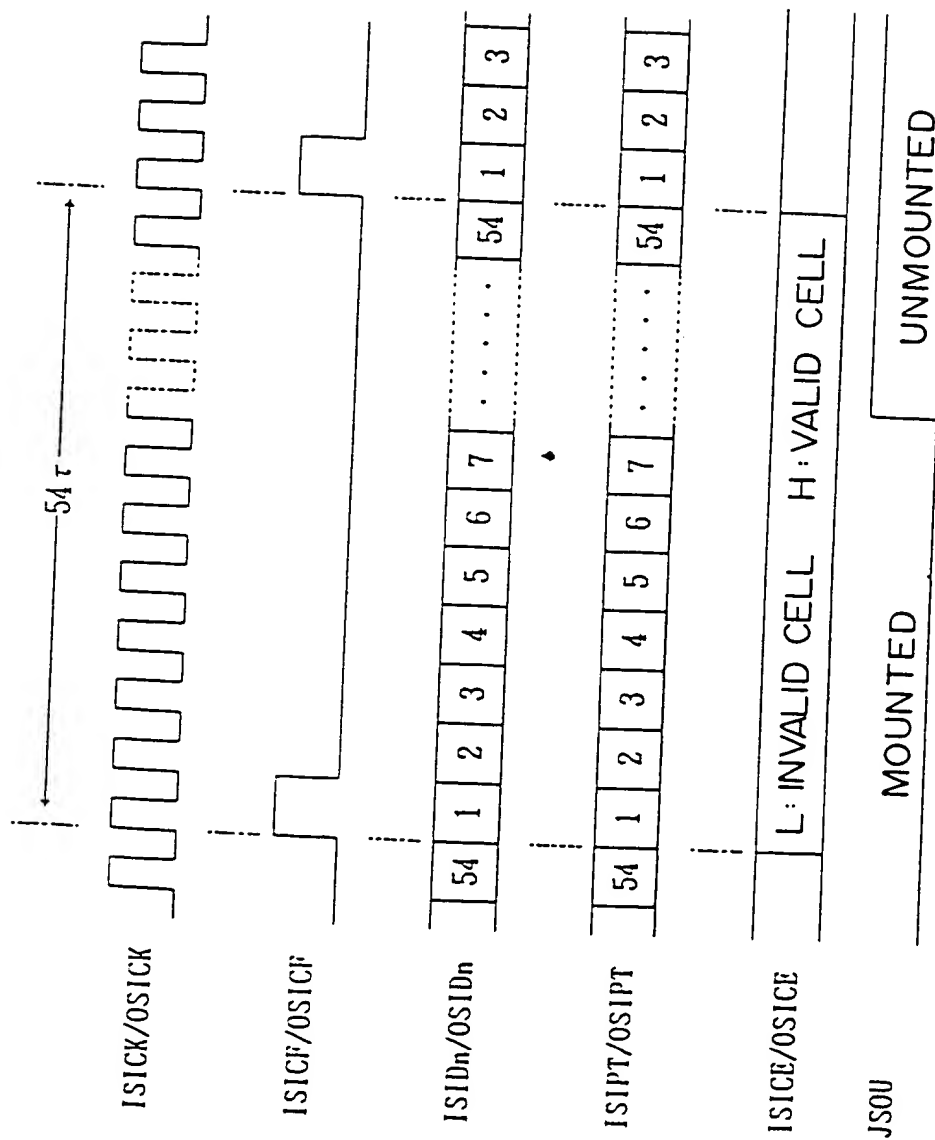 54 τ
ISICK/OSICK
ISICF/OSICF
ISIDn/OSIDn 54 1 2 3 4 5 6 7 . . . . . 54 1 2 3
ISIPT/OSIPT 54 1 2 3 4 5 6 7 . . . . . 54 1 2 3
ISICE/OSICE L: INVALID CELL H: VALID CELL
JSOU MOUNTED UNMOUNTED